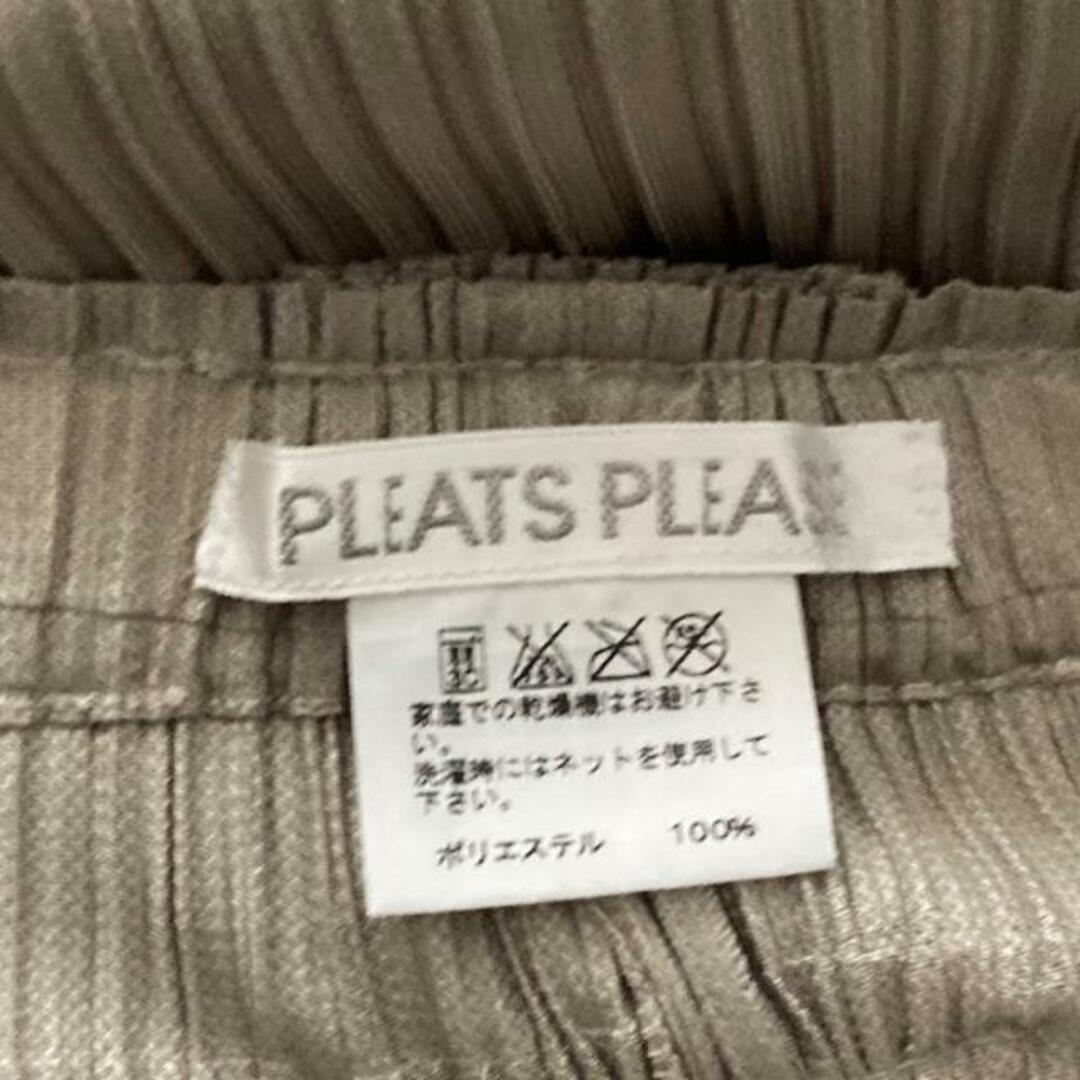 PLEATS PLEASE
家庭での乾燥機はお避け下さ
い。
洗濯時にはネットを使用して
下さい。
ポリエステル 100%